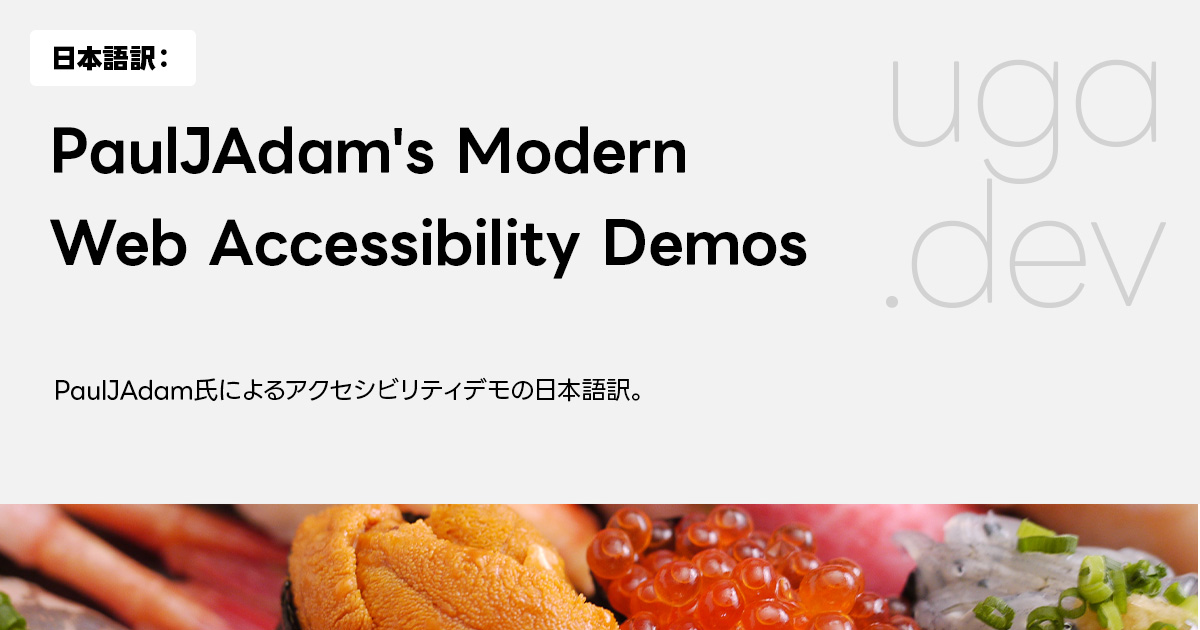 日本語訳：
PaulJAdam's Modern
Web Accessibility Demos
uga
.dev
PaulJAdam氏によるアクセシビリティデモの日本語訳。